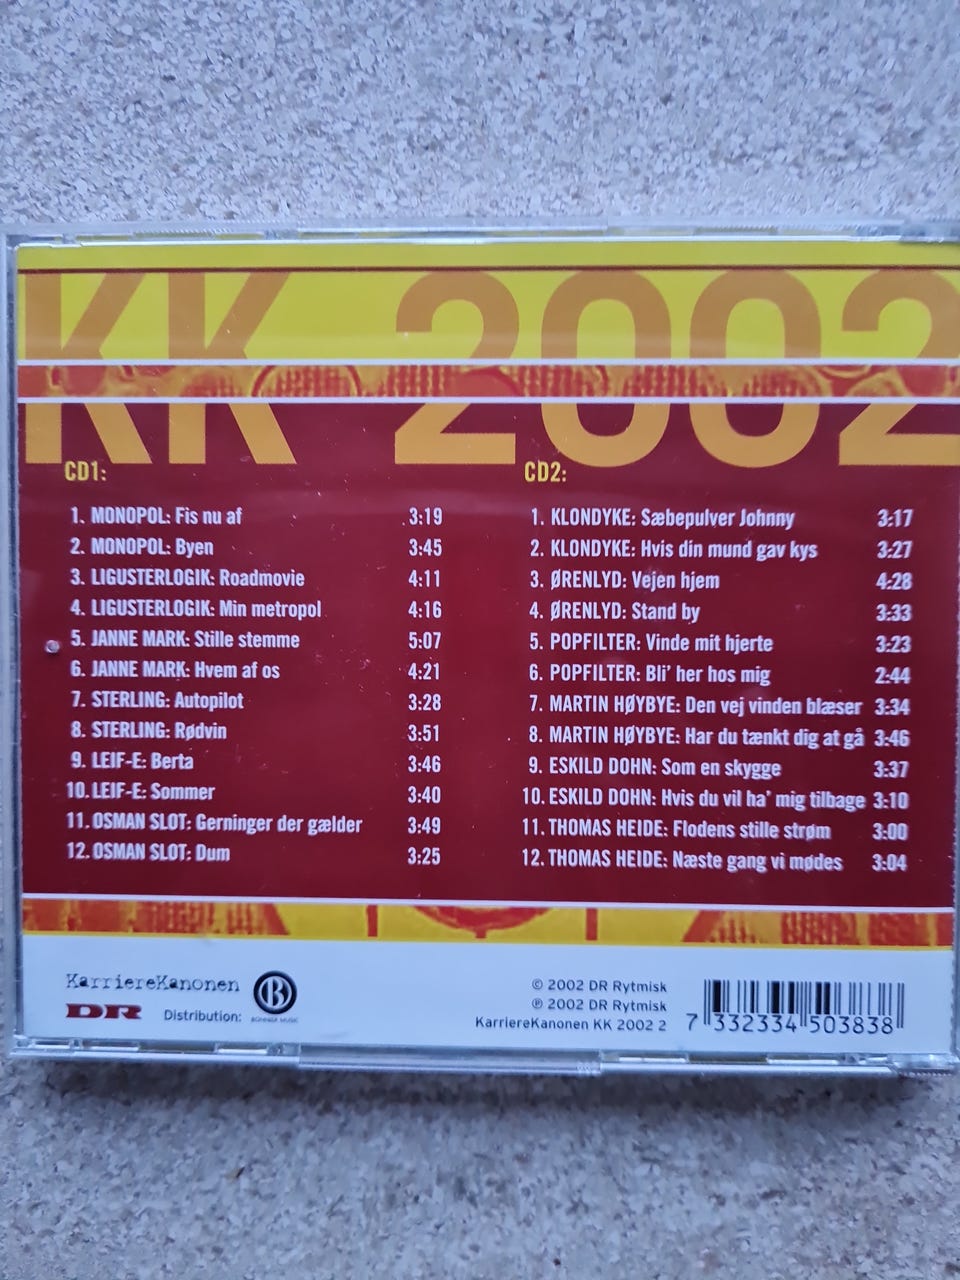 KK 2002
CD1:
1. MONOPOL: Fis nu af 3:19
2. MONOPOL: Byen 3:45
3. LIGUSTERLOGIK: Roadmovie 4:11
4. LIGUSTERLOGIK: Min metropol 4:16
5. JANNE MARK: Stille stemme 5:07
6. JANNE MARK: Hvem af os 4:21
7. STERLING: Autopilot 3:28
8. STERLING: Rødvin 3:51
9. LEIF-E: Berta 3:46
10. LEIF-E: Sommer 3:40
11. OSMAN SLOT: Gerninger der gælder 3:49
12. OSMAN SLOT: Dum 3:25
CD2:
1. KLONDYKE: Sæbepulver Johnny 3:17
2. KLONDYKE: Hvis din mund gav kys 3:27
3. ØRENLYD: Vejen hjem 4:28
4. ØRENLYD: Stand by 3:33
5. POPFILTER: Vinde mit hjerte 3:23
6. POPFILTER: Bli' her hos mig 2:44
7. MARTIN HØYBYE: Den vej vinden blæser 3:34
8. MARTIN HØYBYE: Har du tænkt dig at gå 3:46
9. ESKILD DOHN: Som en skygge 3:37
10. ESKILD DOHN: Hvis du vil ha' mig tilbage 3:10
11. THOMAS HEIDE: Flodens stille strøm 3:00
12. THOMAS HEIDE: Næste gang vi mødes 3:04
KarriereKanonen
DR
Distribution:
B
BONNIER MUSIC
© 2002 DR Rytmisk
℗ 2002 DR Rytmisk
KarriereKanonen KK 2002 2
7 332334 503838